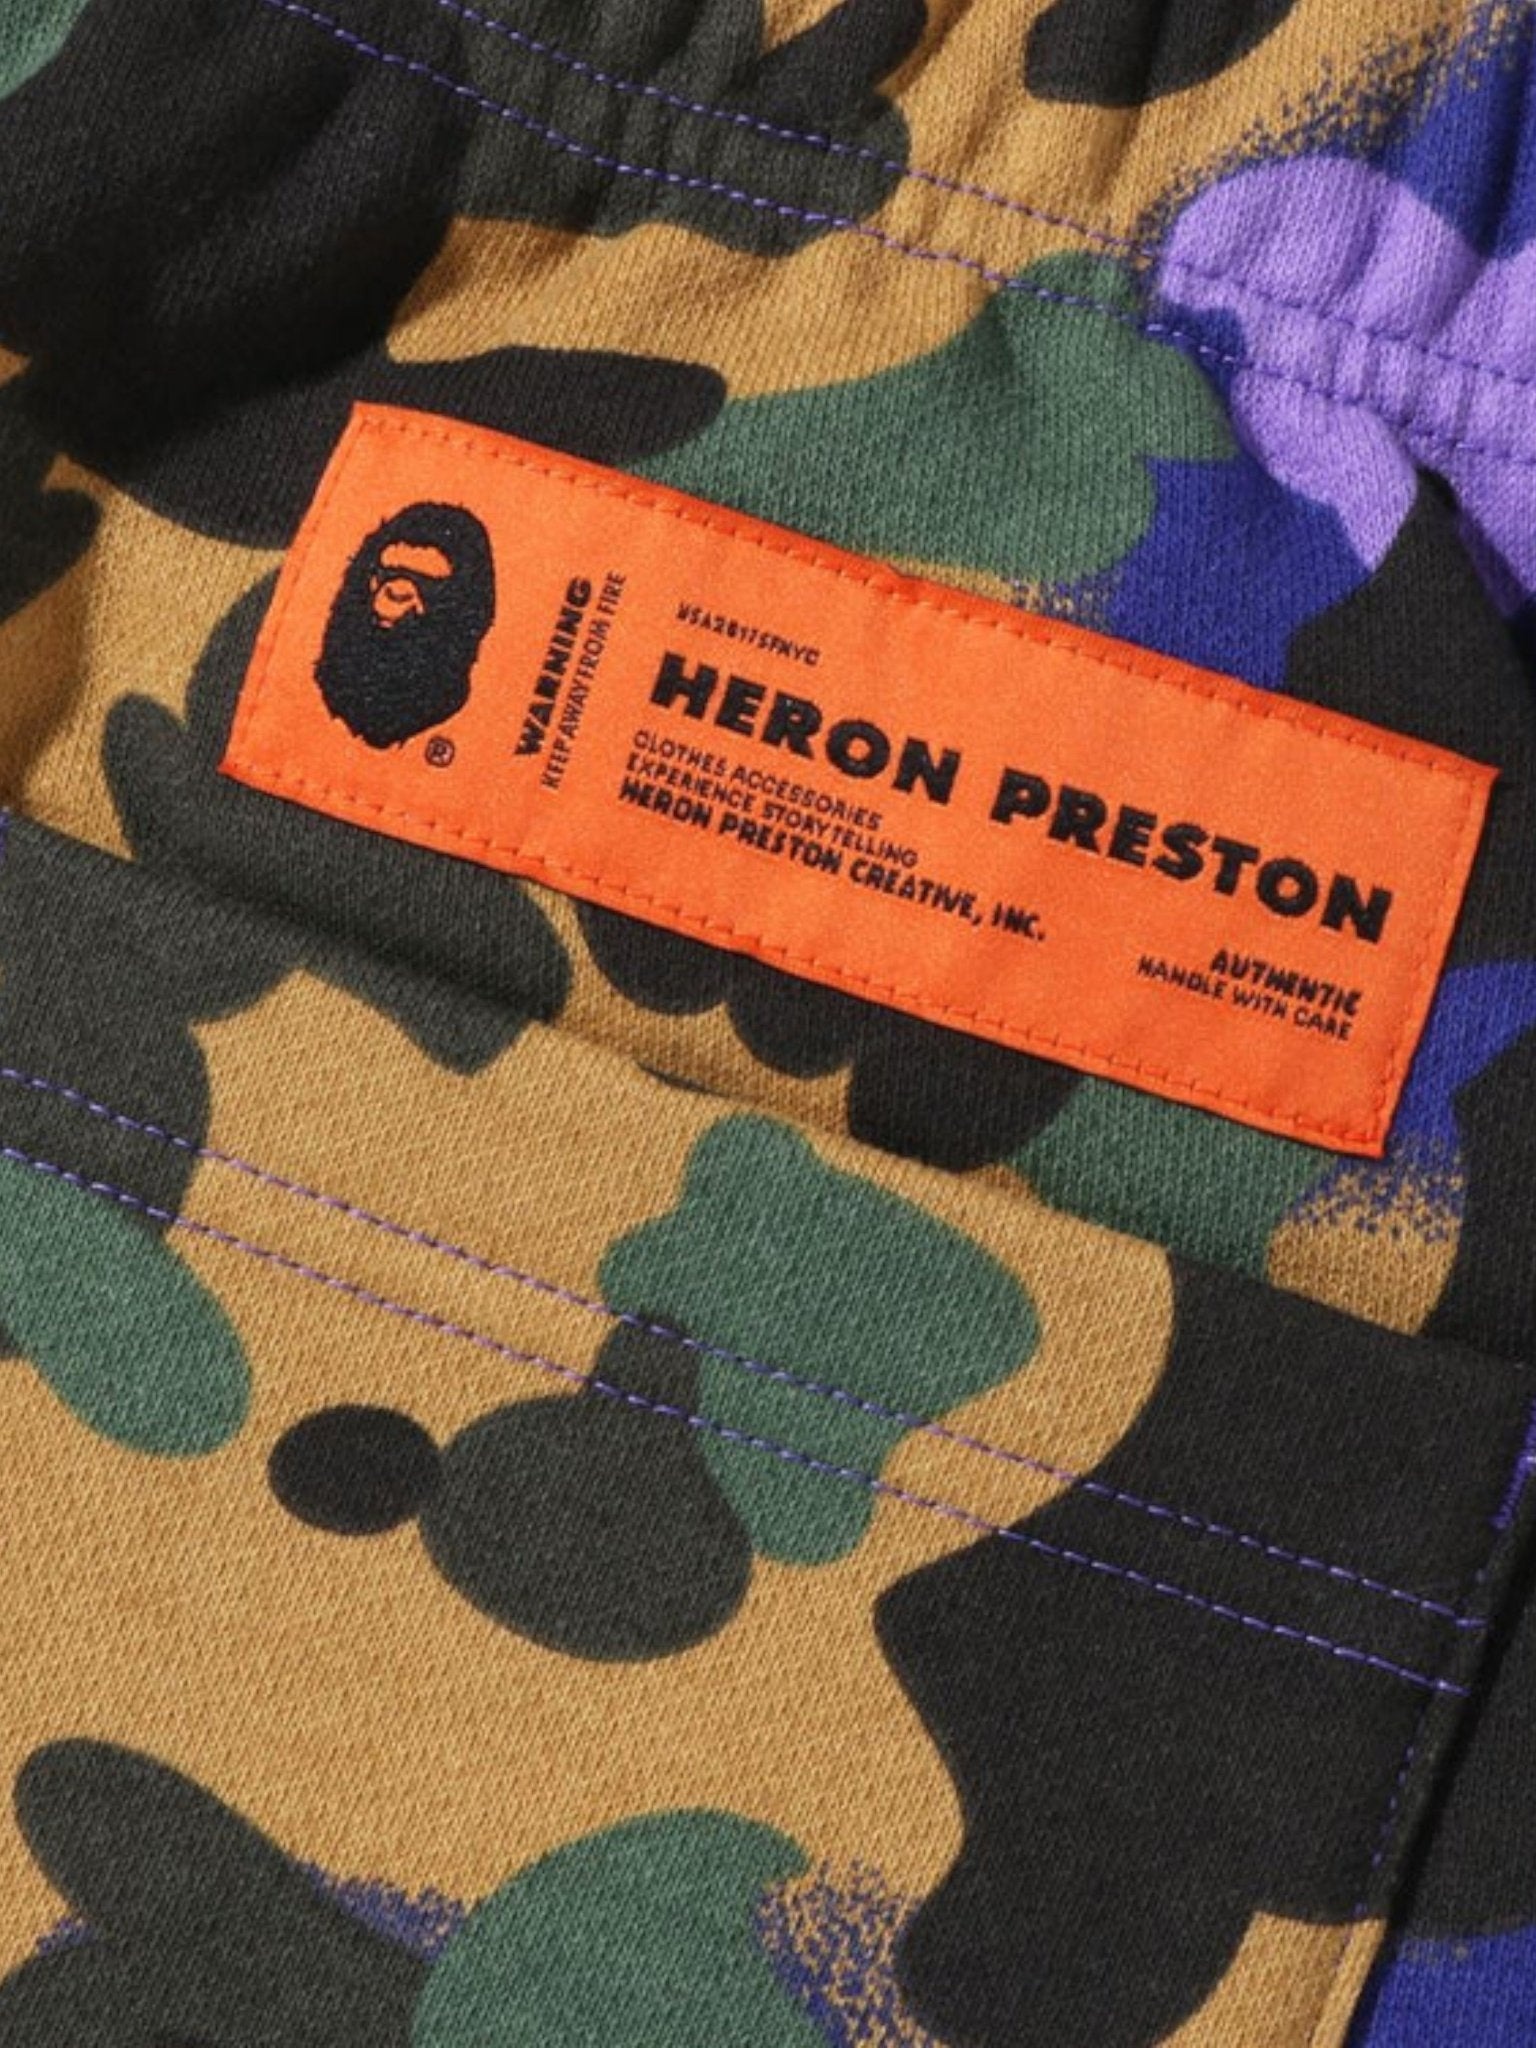 ®
WARNING
KEEP AWAY FROM FIRE
HERON PRESTON
CLOTHES ACCESSORIES
EXPERIENCE STORYTELLING
HERON PRESTON CREATIVE, INC.
AUTHENTIC
HANDLE WITH CARE